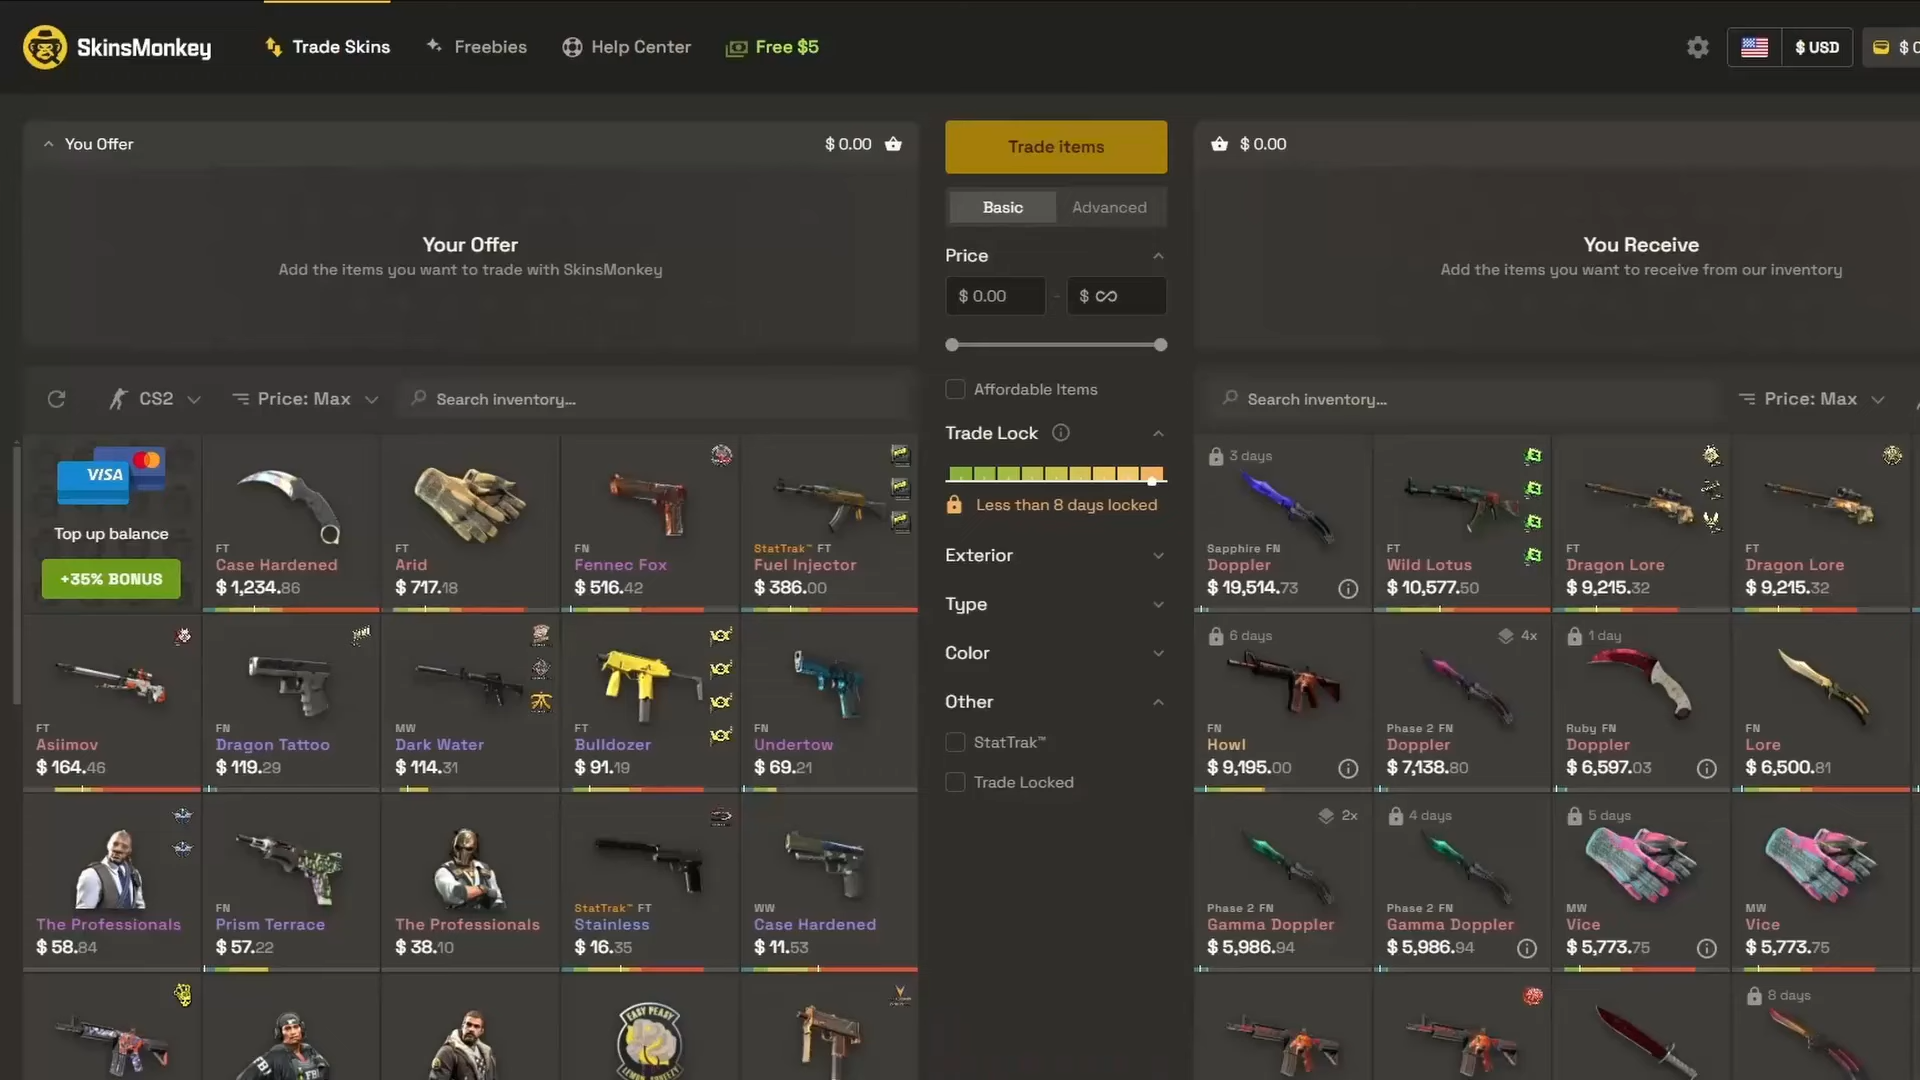 SkinsMonkey
Trade Skins
Freebies
Help Center
Free $5
$ USD
You Offer
$ 0.00
Your Offer
Add the items you want to trade with SkinsMonkey
Trade items
Basic
Advanced
Price
$ 0.00
-
$ ∞
Affordable Items
Trade Lock
Less than 8 days locked
Exterior
Type
Color
Other
StatTrak™
Trade Locked
$ 0.00
You Receive
Add the items you want to receive from our inventory
CS2
Price: Max
Search inventory...
VISA
Top up balance
+35% BONUS
FT
Case Hardened
$ 1,234.86
FT
Arid
$ 717.18
FN
Fennec Fox
$ 516.42
StatTrak™ FT
Fuel Injector
$ 386.00
FT
Asiimov
$ 164.46
FN
Dragon Tattoo
$ 119.29
MW
Dark Water
$ 114.31
FT
Bulldozer
$ 91.19
FN
Undertow
$ 69.21
The Professionals
$ 58.84
FN
Prism Terrace
$ 57.22
The Professionals
$ 38.10
StatTrak™ FT
Stainless
$ 16.35
WW
Case Hardened
$ 11.53
FBI
EASY PEASY
LEMON SQUEEZY
Search inventory...
Price: Max
3 days
Sapphire FN
Doppler
$ 19,514.73
FT
Wild Lotus
$ 10,577.50
FT
Dragon Lore
$ 9,215.32
FT
Dragon Lore
$ 9,215.32
6 days
FN
Howl
$ 9,195.00
4x
Phase 2 FN
Doppler
$ 7,138.80
1 day
Ruby FN
Doppler
$ 6,597.03
FN
Lore
$ 6,500.81
2x
Phase 2 FN
Gamma Doppler
$ 5,986.94
4 days
Phase 2 FN
Gamma Doppler
$ 5,986.94
5 days
MW
Vice
$ 5,773.75
MW
Vice
$ 5,773.75
8 days